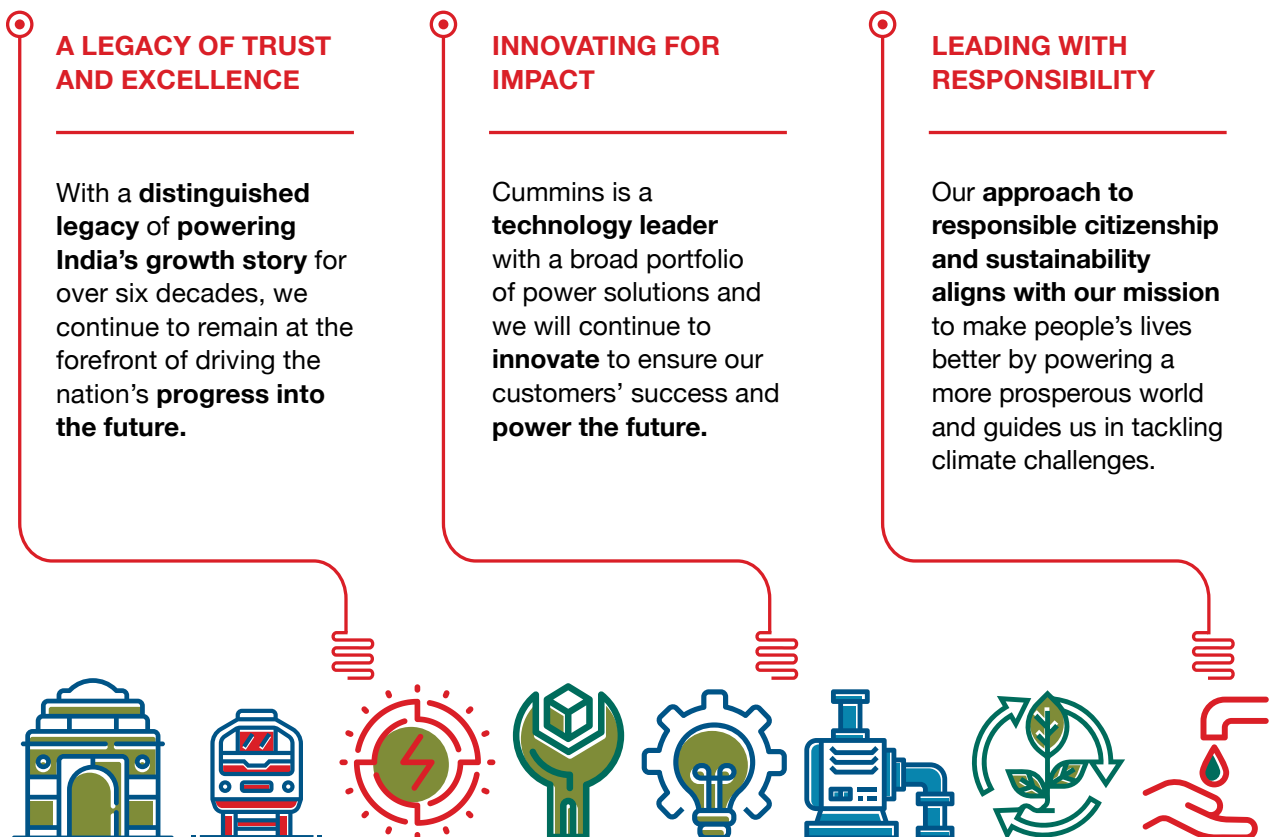 A LEGACY OF TRUST
AND EXCELLENCE
With a distinguished
legacy of powering
India’s growth story for
over six decades, we
continue to remain at the
forefront of driving the
nation’s progress into
the future.
INNOVATING FOR
IMPACT
Cummins is a
technology leader
with a broad portfolio
of power solutions and
we will continue to
innovate to ensure our
customers’ success and
power the future.
LEADING WITH
RESPONSIBILITY
Our approach to
responsible citizenship
and sustainability
aligns with our mission
to make people’s lives
better by powering a
more prosperous world
and guides us in tackling
climate challenges.